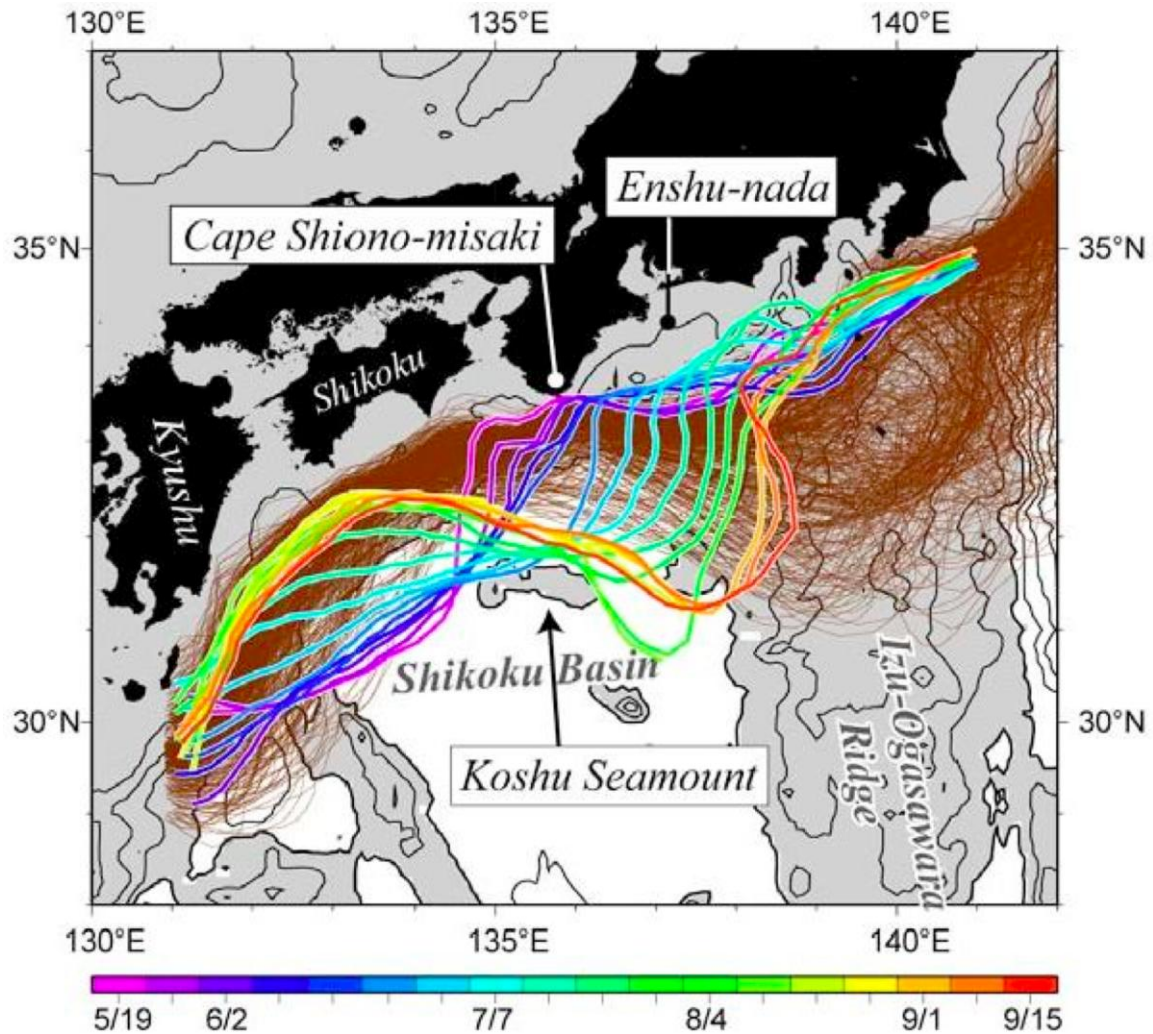 130°E 135°E 140°E
Enshu-nada
Cape Shiono-misaki
35°N 35°N
Shikoku
Kyushu
Shikoku Basin
30°N 30°N
Koshu Seamount
Izu-Ogasawara
Ridge
130°E 135°E 140°E
5/19 6/2 7/7 8/4 9/1 9/15